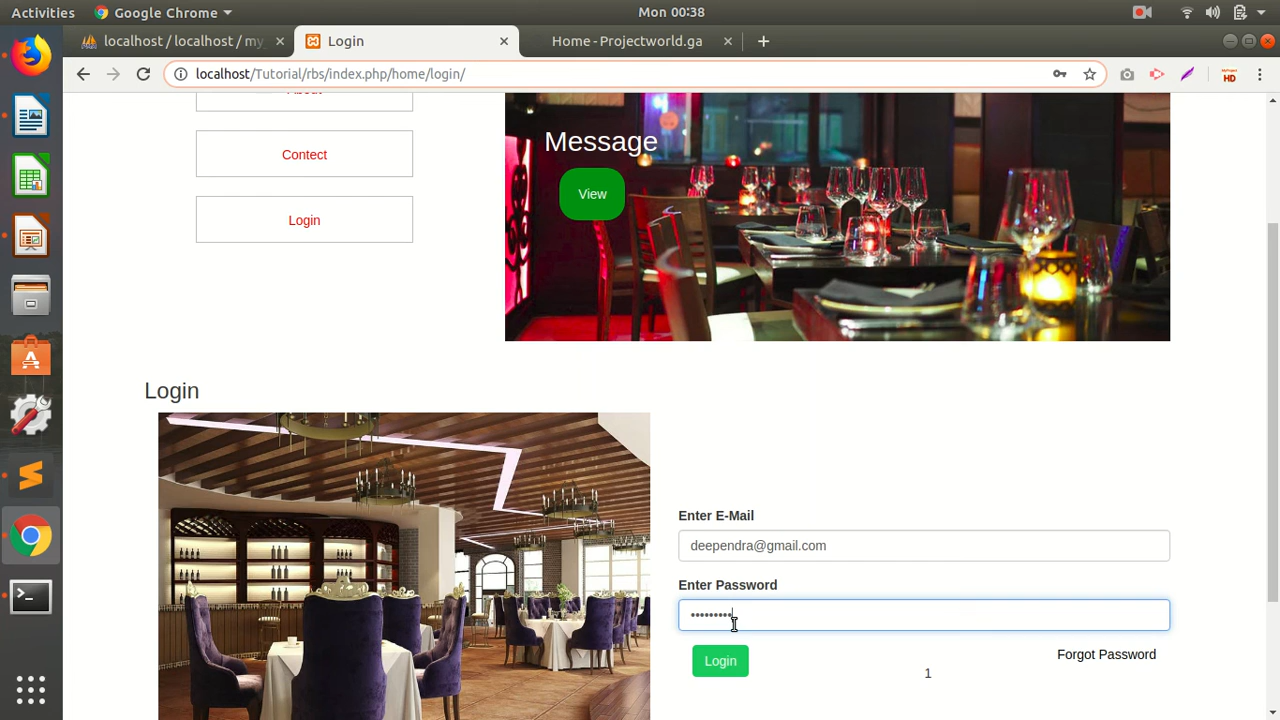 Activities
Google Chrome
Mon 00:38
localhost / localhost / my
Login
Home - Projectworld.ga
localhost/Tutorial/rbs/index.php/home/login/
HD
Contect
Login
Message
View
Login
Enter E-Mail
deependra@gmail.com
Enter Password
•••••••••
Login
Forgot Password
1